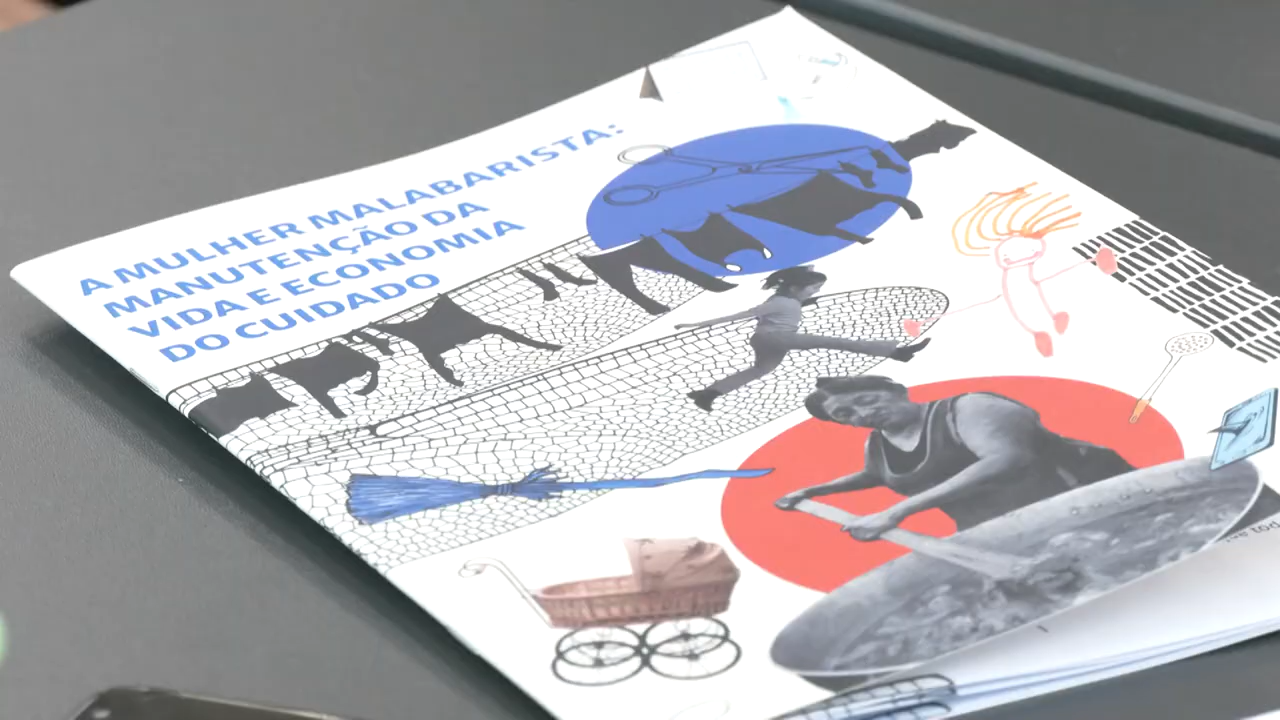 A MULHER MALABARISTA:
MANUTENÇÃO DA
VIDA E ECONOMIA
DO CUIDADO